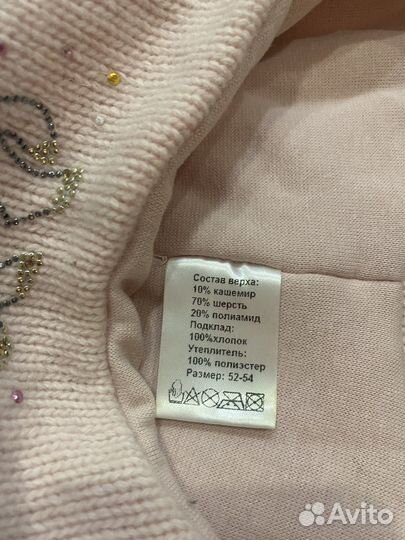 Состав верха:
10% кашемир
70% шерсть
20% полиамид
Подклад:
100%хлопок
Утеплитель:
100% полиэстер
Размер: 52-54
Avito